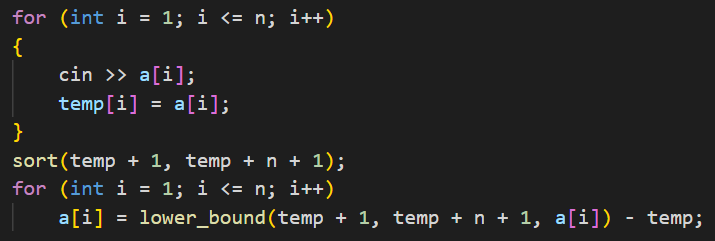 for (int i = 1; i <= n; i++)
{
    cin >> a[i];
    temp[i] = a[i];
}
sort(temp + 1, temp + n + 1);
for (int i = 1; i <= n; i++)
    a[i] = lower_bound(temp + 1, temp + n + 1, a[i]) - temp;